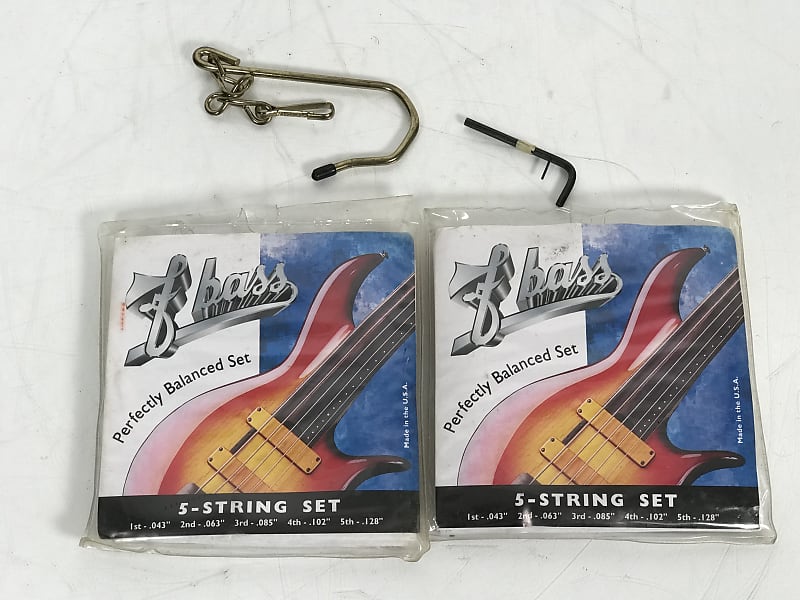 f bass
Perfectly Balanced Set
Made in the U.S.A.
5-STRING SET
1st - .043" 2nd - .063" 3rd - .085" 4th - .102" 5th - .128"
f bass
Perfectly Balanced Set
Made in the U.S.A.
5-STRING SET
1st - .043" 2nd - .063" 3rd - .085" 4th - .102" 5th - .128"